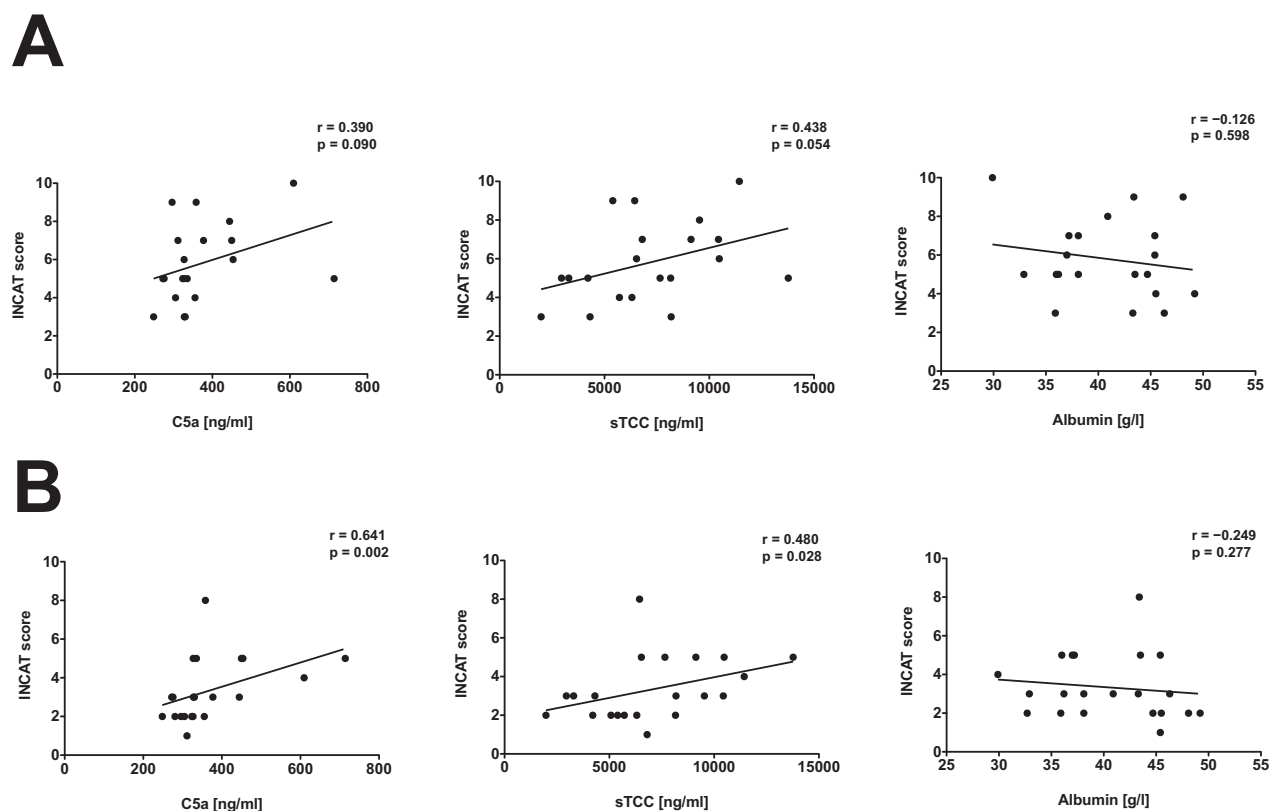 A
r = 0.390
p = 0.090
INCAT score
10
8
6
4
2
0
0 200 400 600 800
C5a [ng/ml]
r = 0.438
p = 0.054
INCAT score
10
8
6
4
2
0
0 5000 10000 15000
sTCC [ng/ml]
r = −0.126
p = 0.598
INCAT score
10
8
6
4
2
0
25 30 35 40 45 50 55
Albumin [g/l]
B
r = 0.641
p = 0.002
INCAT score
10
8
6
4
2
0
0 200 400 600 800
C5a [ng/ml]
r = 0.480
p = 0.028
INCAT score
10
8
6
4
2
0
0 5000 10000 15000
sTCC [ng/ml]
r = −0.249
p = 0.277
INCAT score
10
8
6
4
2
0
25 30 35 40 45 50 55
Albumin [g/l]